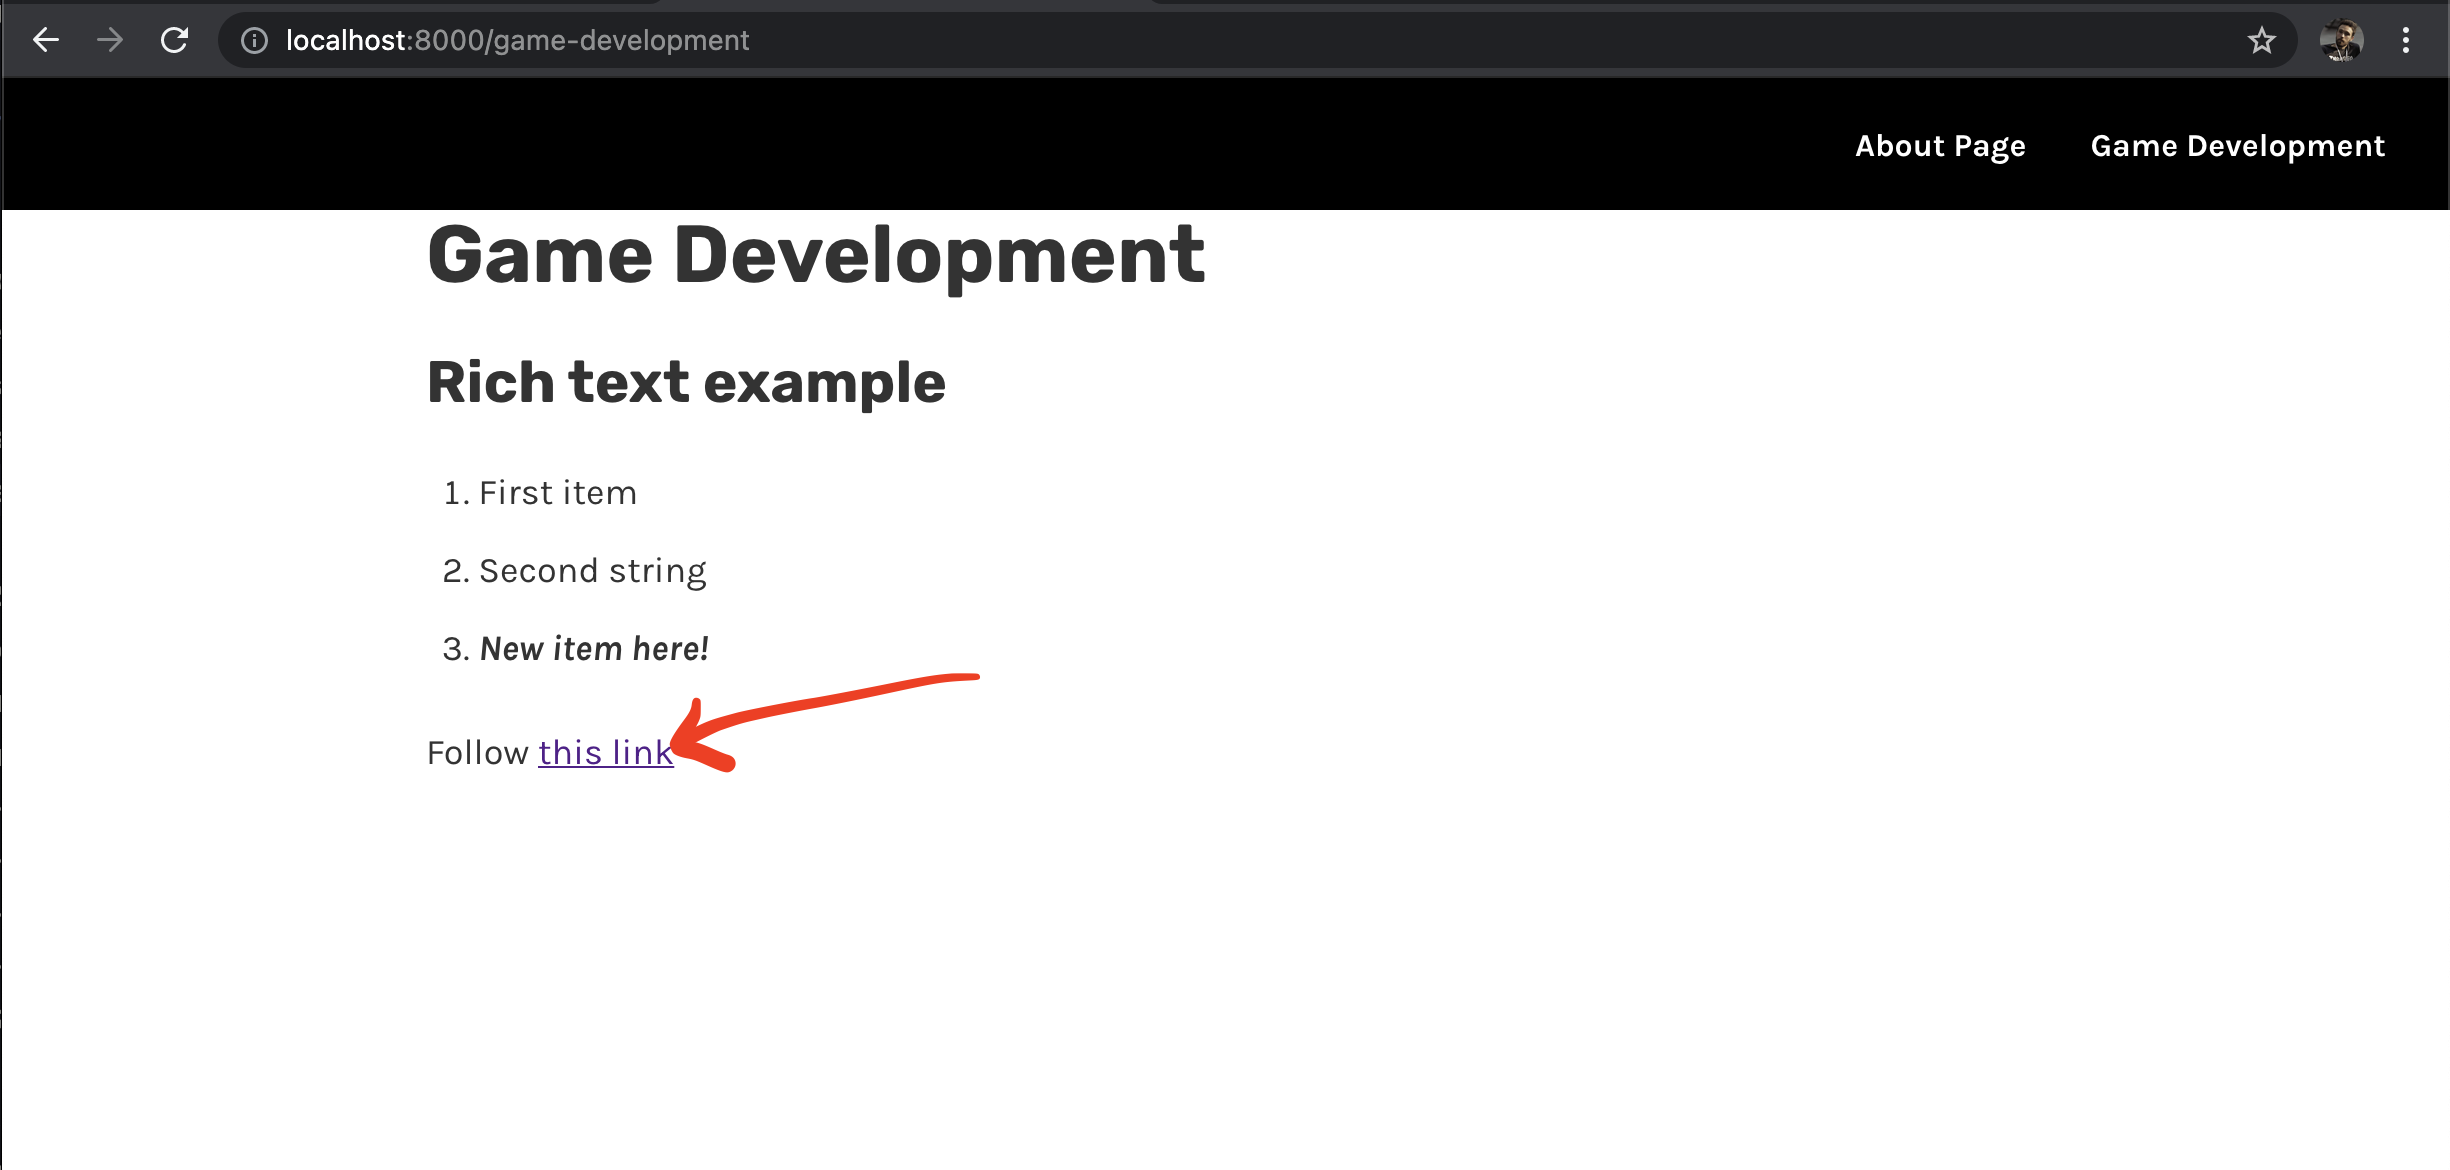 localhost:8000/game-development
About Page Game Development
Game Development
Rich text example
1. First item
2. Second string
3. New item here!
Follow this link